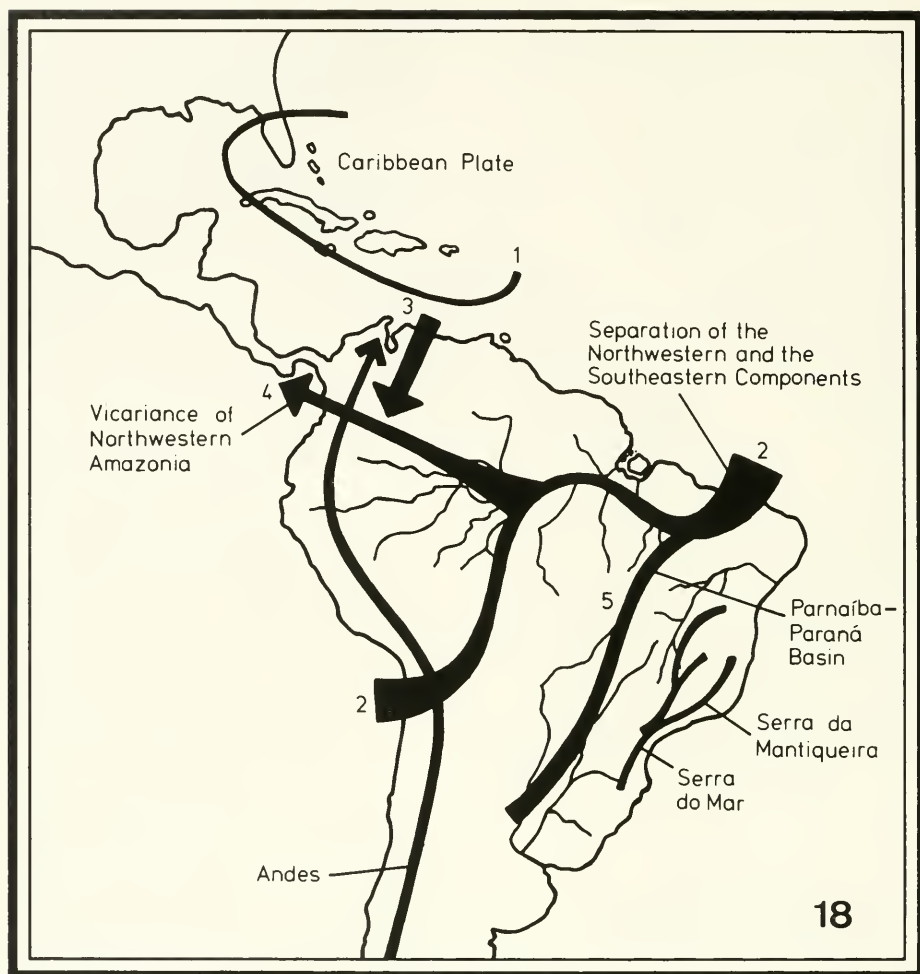 Caribbean Plate
1
3
Separation of the
Northwestern and the
Southeastern Components
4
2
Vicariance of
Northwestern
Amazonia
5
Parnaíba–
Paraná
Basin
2
Serra da
Mantiqueira
Serra
do Mar
Andes
18